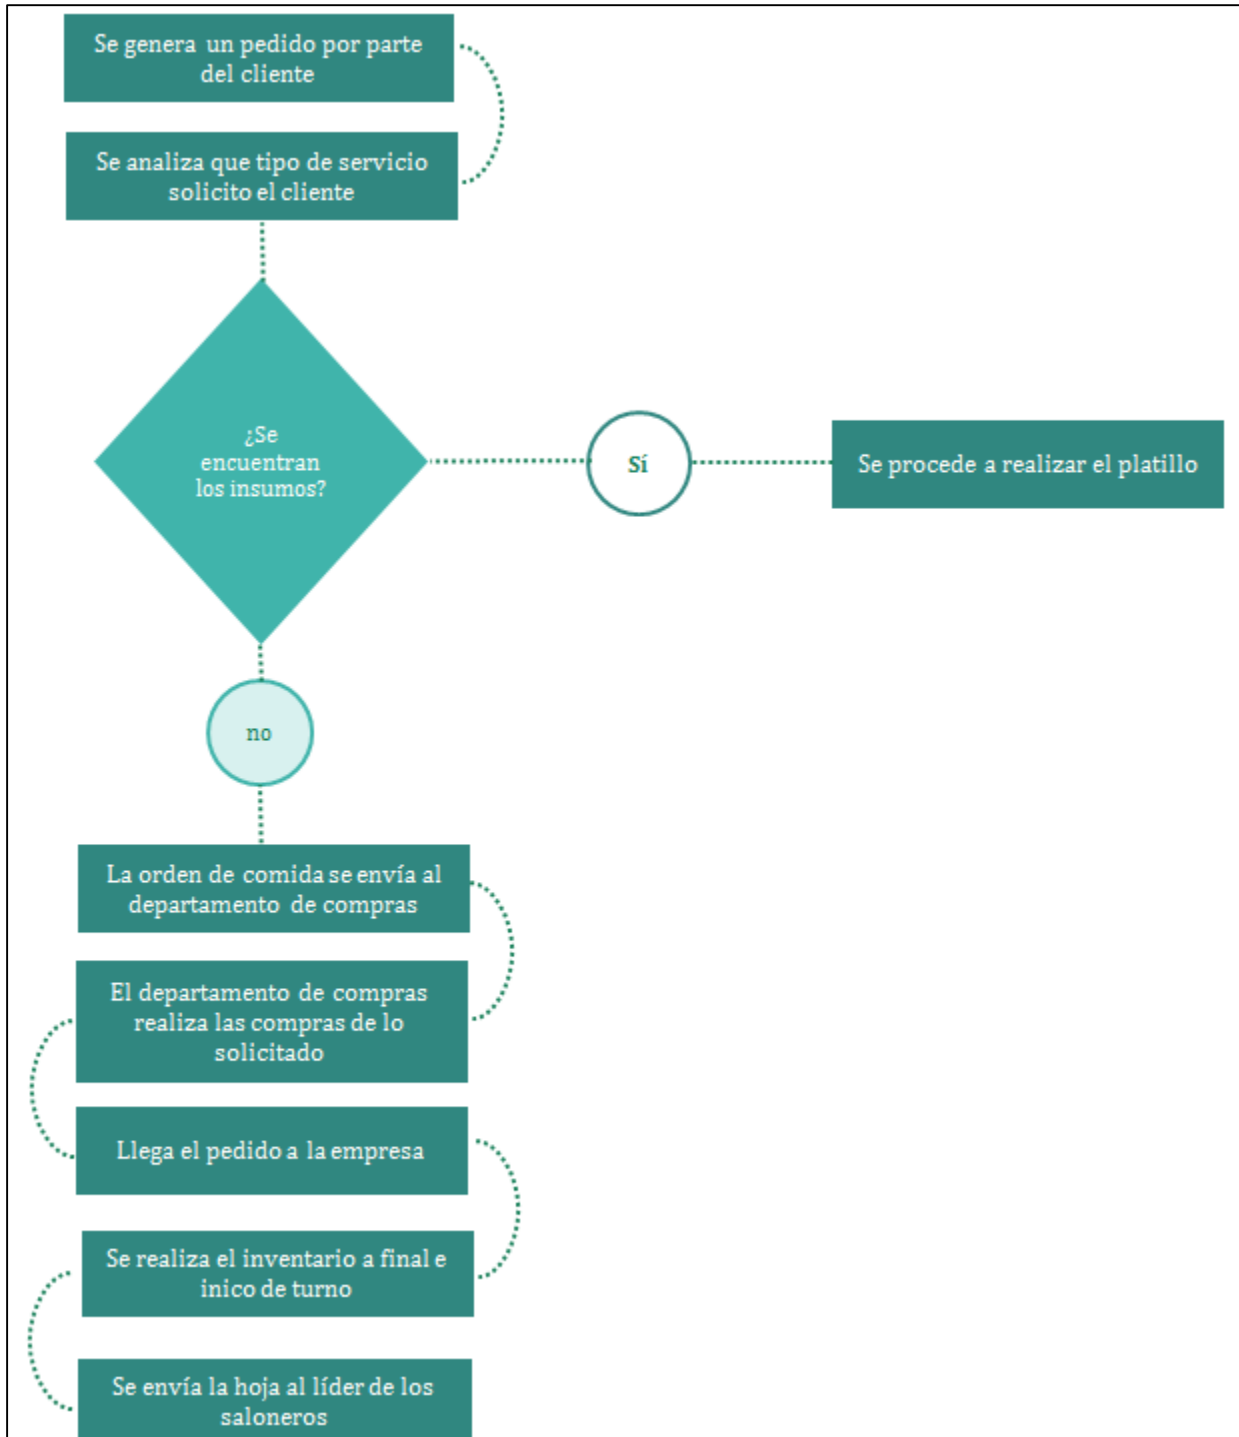 Se genera un pedido por parte
del cliente
Se analiza que tipo de servicio
solicito el cliente
¿Se
encuentran
los insumos?
Sí
Se procede a realizar el platillo
no
La orden de comida se envía al
departamento de compras
El departamento de compras
realiza las compras de lo
solicitado
Llega el pedido a la empresa
Se realiza el inventario a final e
inico de turno
Se envía la hoja al líder de los
saloneros